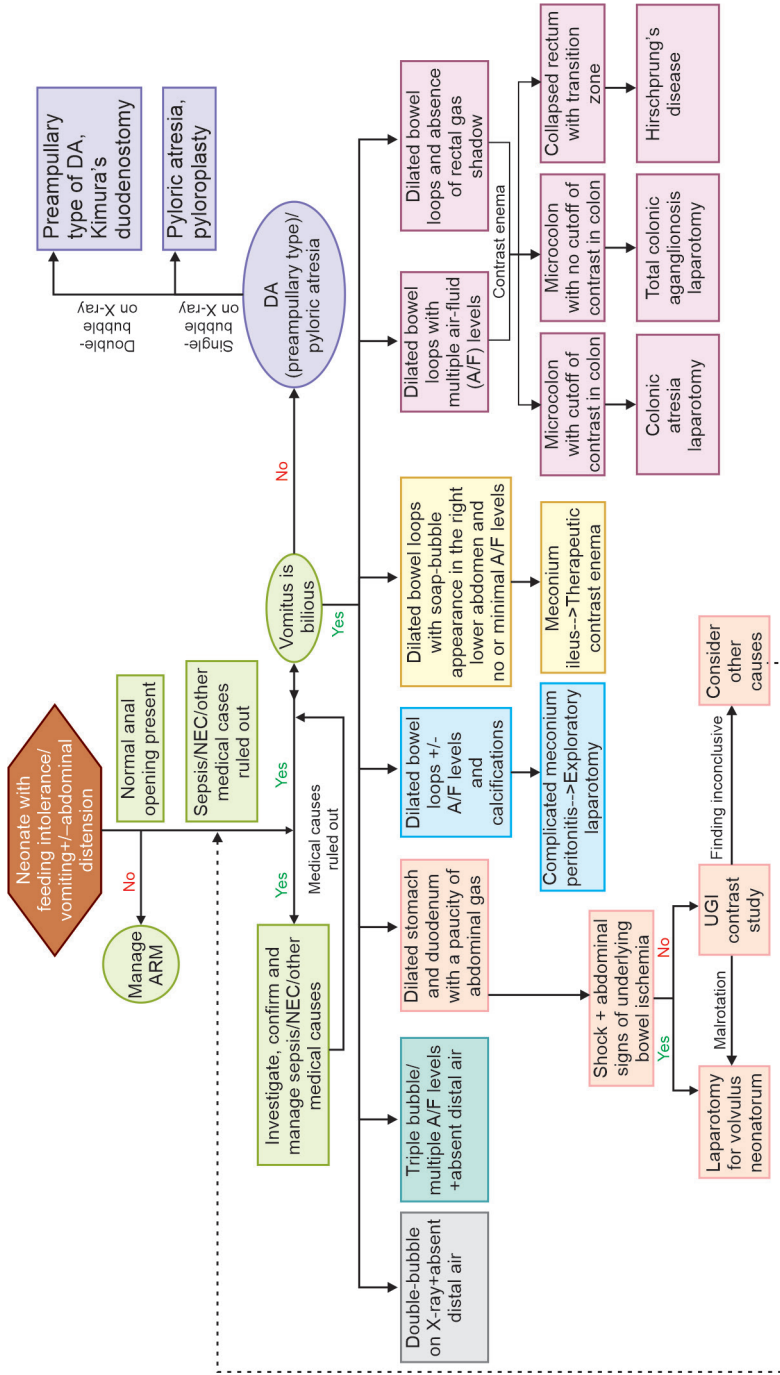 Neonate with
feeding intolerance/
vomiting+/–abdominal
distension
No
Manage
ARM
Normal anal
opening present
Sepsis/NEC/other
medical cases
ruled out
Yes
Yes
Medical causes
ruled out
Investigate, confirm and
manage sepsis/NEC/other
medical causes
Vomitus is
bilious
No
Yes
DA
(preampullary type)/
pyloric atresia
Double-
bubble
on X-ray
Single-
bubble
on X-ray
Preampullary
type of DA,
Kimura's
duodenostomy
Pyloric atresia,
pyloroplasty
Double-bubble
on X-ray+absent
distal air
Triple bubble/
multiple A/F levels
+absent distal air
Dilated stomach
and duodenum
with a paucity of
abdominal gas
Dilated bowel
loops +/-
A/F levels
and
calcifications
Dilated bowel loops
with soap-bubble
appearance in the right
lower abdomen and
no or minimal A/F levels
Dilated bowel
loops with
multiple air-fluid
(A/F) levels
Dilated bowel
loops and absence
of rectal gas
shadow
Contrast enema
Shock + abdominal
signs of underlying
bowel ischemia
Yes
No
Laparotomy
for volvulus
neonatorum
Malrotation
UGI
contrast
study
Finding inconclusive
Consider
other
causes
Complicated meconium
peritonitis-->Exploratory
laparotomy
Meconium
ileus-->Therapeutic
contrast enema
Microcolon
with cutoff of
contrast in colon
Microcolon
with no cutoff of
contrast in colon
Collapsed rectum
with transition
zone
Colonic
atresia
laparotomy
Total colonic
aganglionosis
laparotomy
Hirschprung's
disease